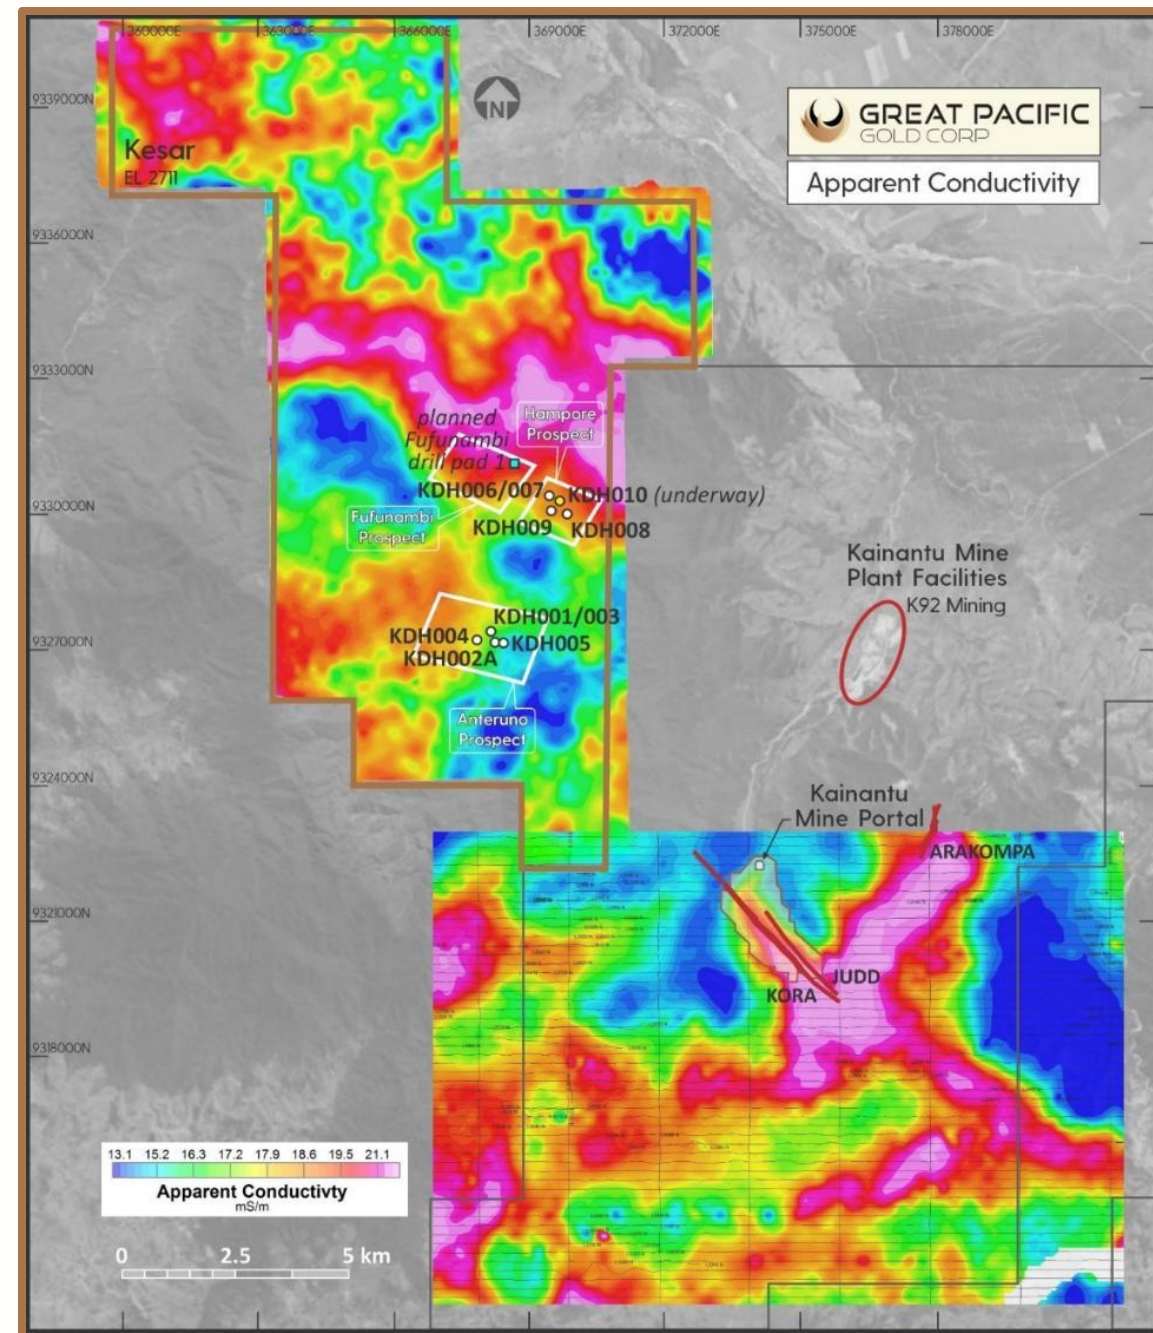 360000E
363000E
366000E
369000E
372000E
375000E
378000E
9339000N
N
GREAT PACIFIC
GOLD CORP
Apparent Conductivity
Kesar
EL 2711
9336000N
9333000N
planned
Fufunambi
drill pad 1
Hampore
Prospect
KDH006/007
KDH010 (underway)
9330000N
KDH009
KDH008
Fufunambi
Prospect
Kainantu Mine
Plant Facilities
K92 Mining
KDH001/003
9327000N
KDH004
KDH005
KDH002A
Anteruno
Prospect
9324000N
Kainantu
Mine Portal
ARAKOMPA
9321000N
JUDD
KORA
9318000N
13.1 15.2 16.3 17.2 17.9 18.6 19.5 21.1
Apparent Conductivty
mS/m
0 2.5 5 km